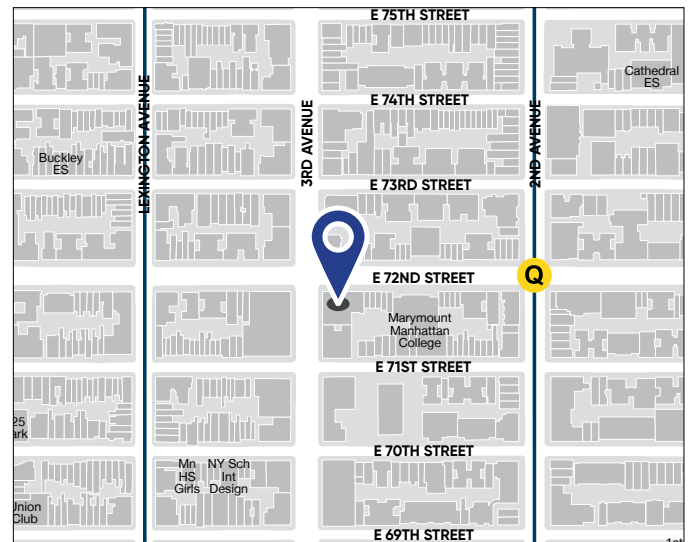 E 75TH STREET
Cathedral
ES
E 74TH STREET
LEXINGTON AVENUE
3RD AVENUE
2ND AVENUE
Buckley
ES
E 73RD STREET
E 72ND STREET
Q
Marymount
Manhattan
College
E 71ST STREET
25
ark
E 70TH STREET
Mn
HS
Girls
NY Sch
Int
Design
Union
Club
E 69TH STREET
1st